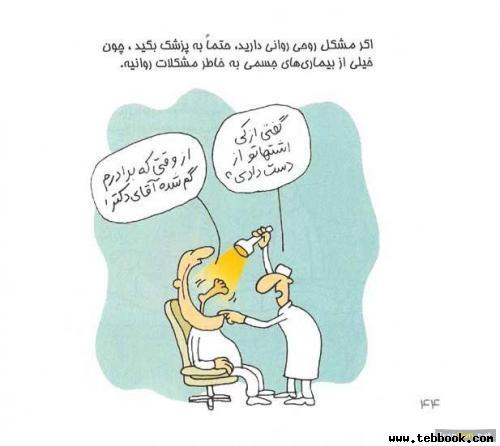 اگر مشکل روحی روانی دارید، حتماً به پزشک بگید، چون
خیلی از بیماری‌های جسمی به خاطر مشکلات روانیه.
گفتی از کی
اشتهاتو از
دست دادی؟
از وقتی که برادرم
گم شده آقای دکتر!
۴۴
www.tebbook.com